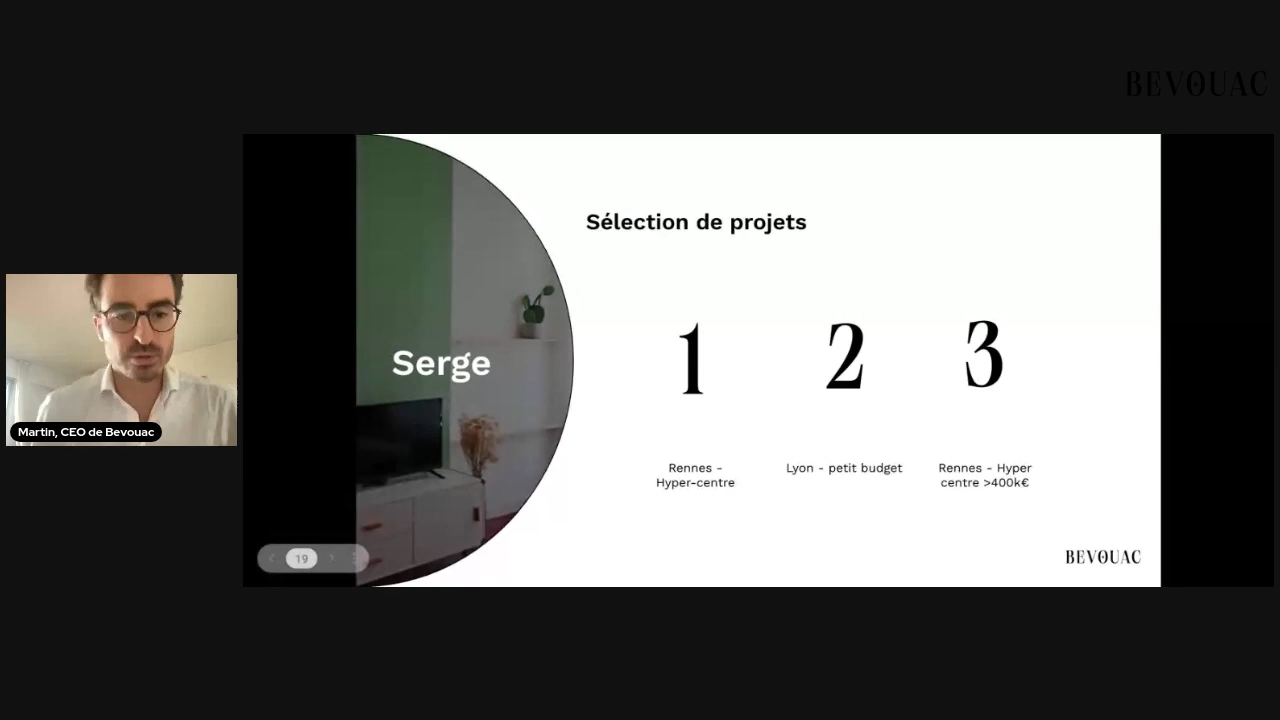 BEVOUAC
Sélection de projets
Serge
1 2 3
Rennes -
Hyper-centre
Lyon - petit budget
Rennes - Hyper
centre >400k€
Martin, CEO de Bevouac
19
BEVOUAC